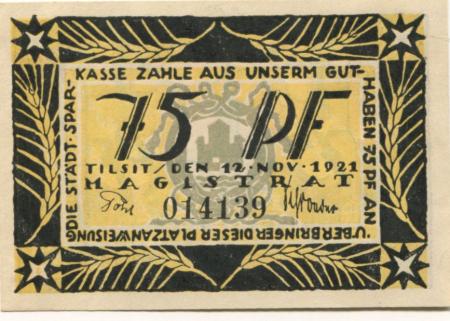 DIE STÄDT. SPAR-
KASSE ZAHLE AUS UNSERM GUT-
HABEN 75 PF AN
ÜBERBRINGER DIESER PLATZANWEISUNG
75 PF
TILSIT/DEN 12·NOV·1921
MAGISTRAT
014139